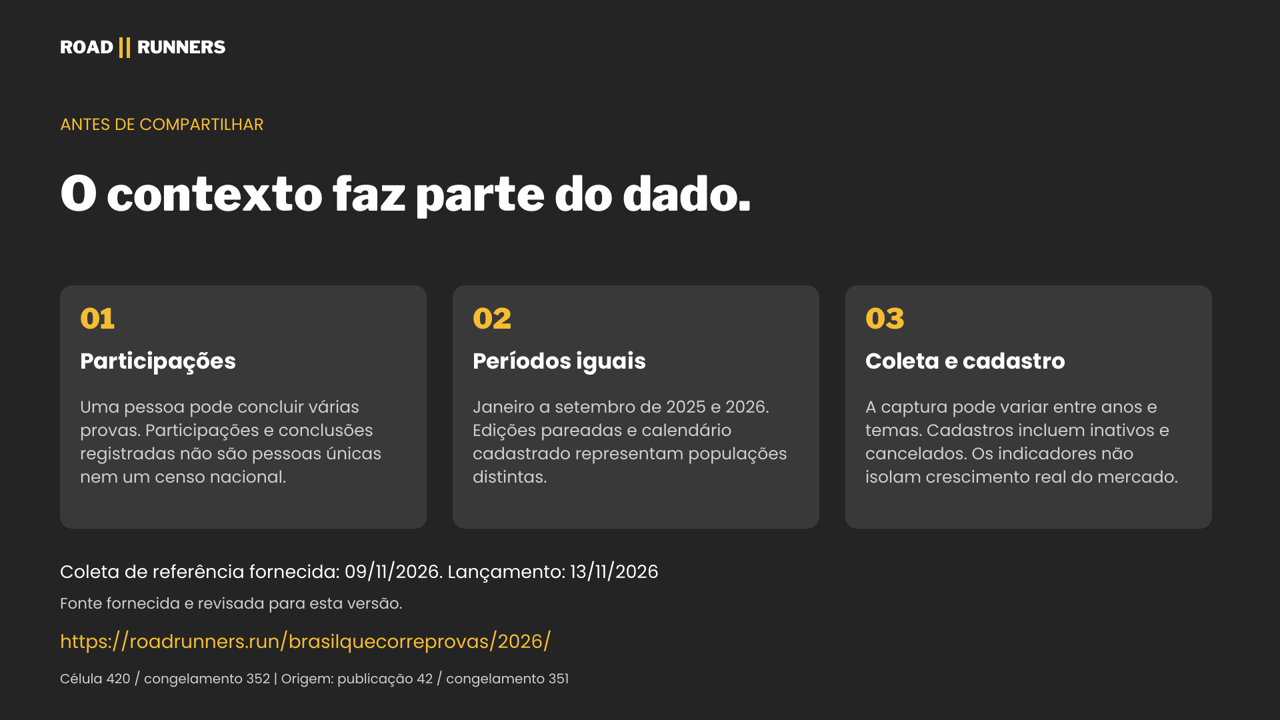 ROAD || RUNNERS
ANTES DE COMPARTILHAR
O contexto faz parte do dado.
01
Participações
Uma pessoa pode concluir várias
provas. Participações e conclusões
registradas não são pessoas únicas
nem um censo nacional.
02
Períodos iguais
Janeiro a setembro de 2025 e 2026.
Edições pareadas e calendário
cadastrado representam populações
distintas.
03
Coleta e cadastro
A captura pode variar entre anos e
temas. Cadastros incluem inativos e
cancelados. Os indicadores não
isolam crescimento real do mercado.
Coleta de referência fornecida: 09/11/2026. Lançamento: 13/11/2026
Fonte fornecida e revisada para esta versão.
https://roadrunners.run/brasilquecorreprovas/2026/
Célula 420 / congelamento 352 | Origem: publicação 42 / congelamento 351